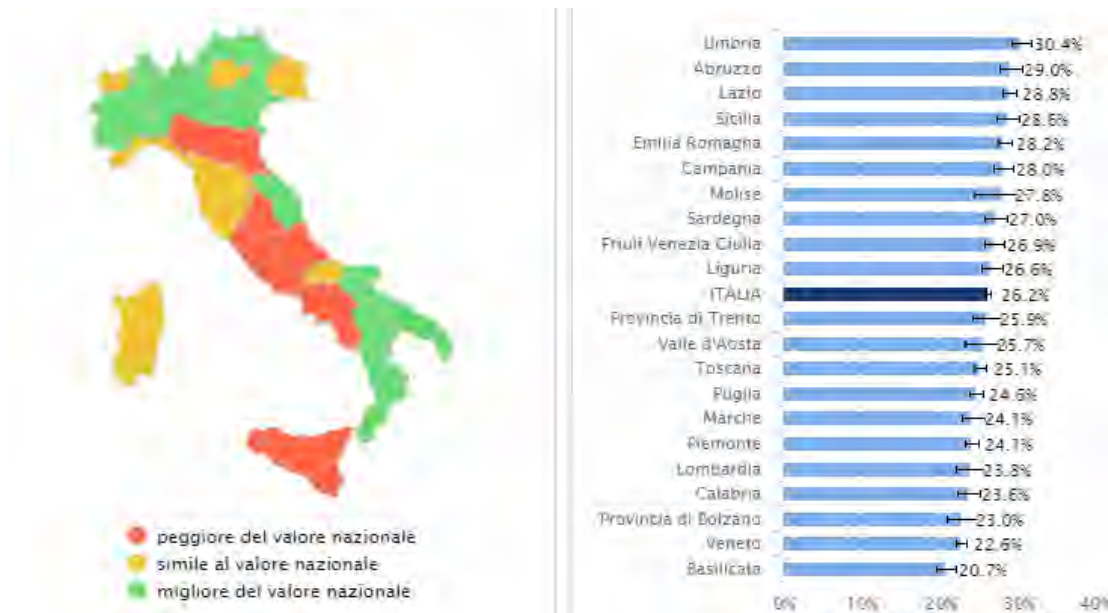 peggiore del valore nazionale
simile al valore nazionale
migliore del valore nazionale
Umbria 30.4%
Abruzzo 29.0%
Lazio 28.8%
Sicilia 28.6%
Emilia Romagna 28.2%
Campania 28.0%
Molise 27.8%
Sardegna 27.0%
Friuli Venezia Giulia 26.9%
Liguria 26.6%
ITALIA 26.2%
Provincia di Trento 25.9%
Valle d'Aosta 25.7%
Toscana 25.1%
Puglia 24.6%
Marche 24.1%
Piemonte 24.1%
Lombardia 23.8%
Calabria 23.6%
Provincia di Bolzano 23.0%
Veneto 22.6%
Basilicata 20.7%
0% 10% 20% 30% 40%